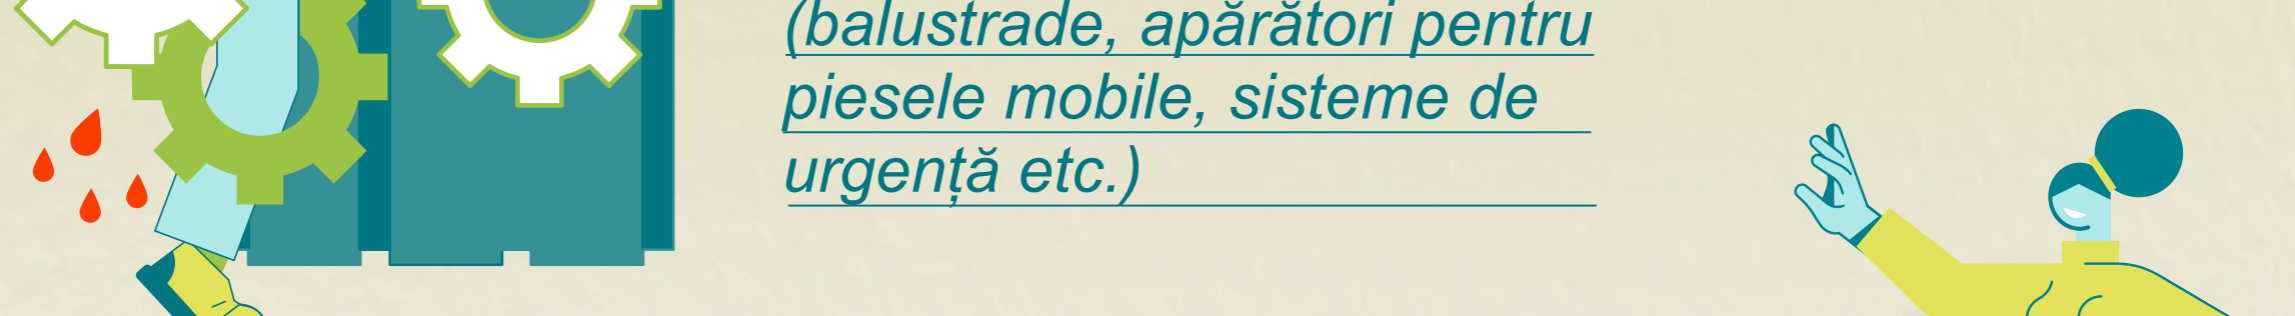 (balustrade, apărători pentru
piesele mobile, sisteme de
urgență etc.)